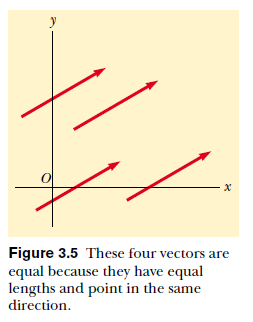 y
O
x
Figure 3.5 These four vectors are
equal because they have equal
lengths and point in the same
direction.